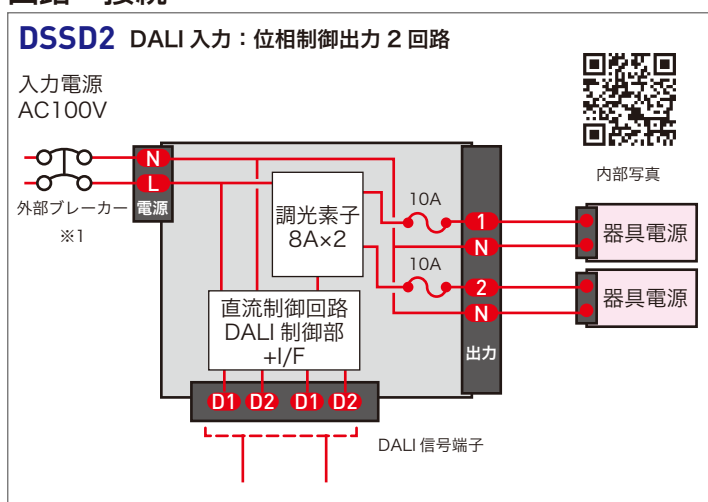 DSSD2 DALI 入力：位相制御出力 2 回路
入力電源
AC100V
内部写真
N
L
電源
外部ブレーカー
※1
調光素子
8A×2
10A
1
N
10A
2
N
出力
器具電源
器具電源
直流制御回路
DALI 制御部
+I/F
D1 D2 D1 D2
DALI 信号端子